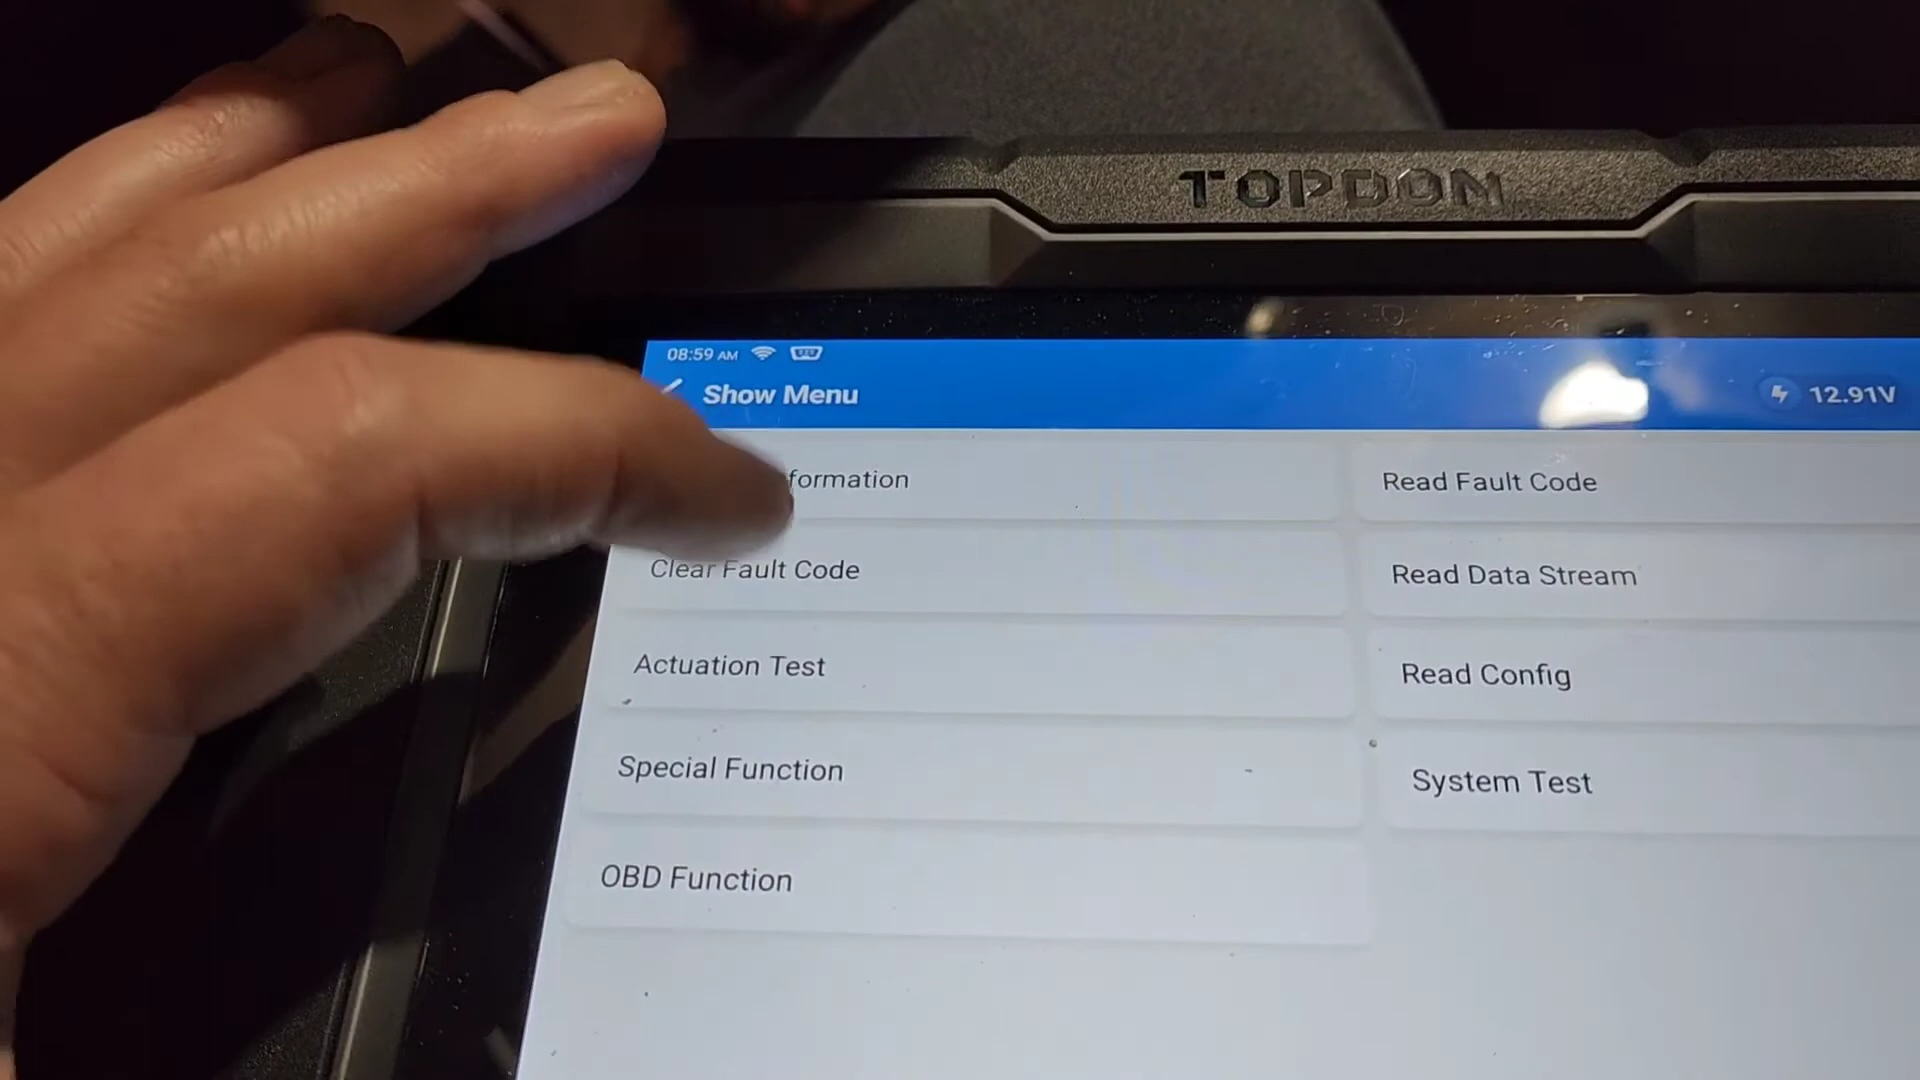 TOPDON
08:59 AM
Show Menu
12.91V
formation
Read Fault Code
Clear Fault Code
Read Data Stream
Actuation Test
Read Config
Special Function
System Test
OBD Function